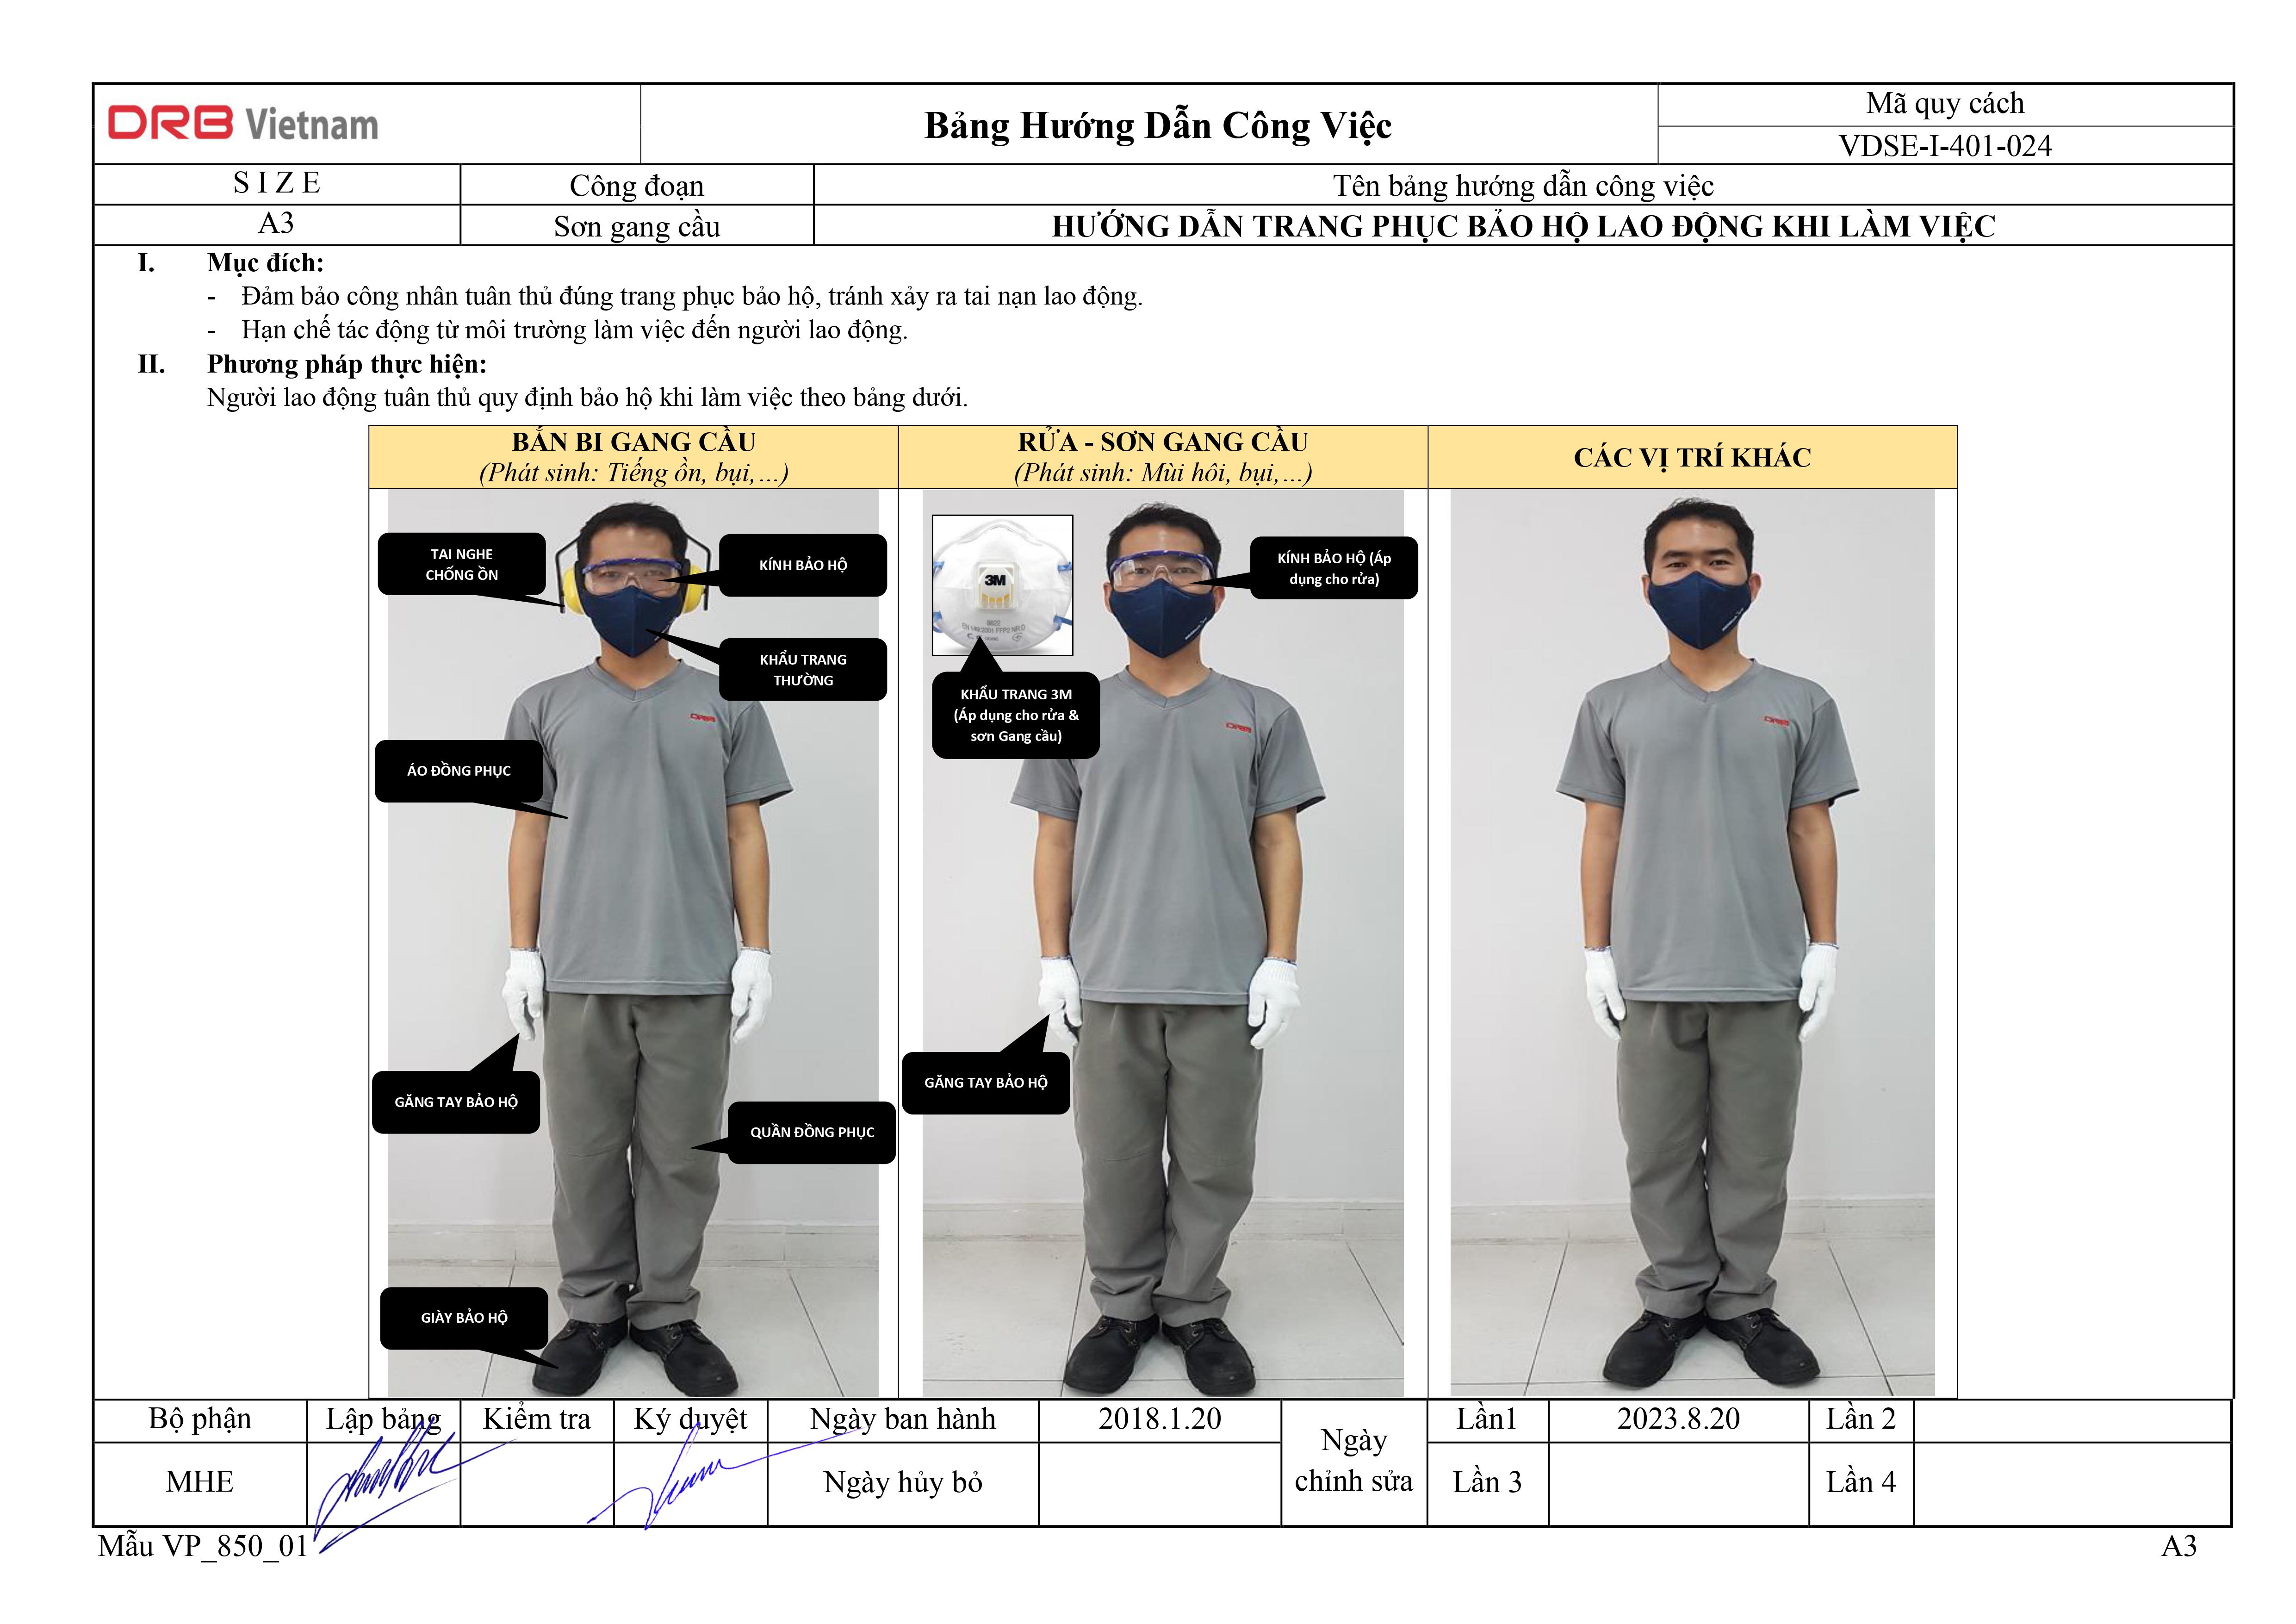 DRB Vietnam
Bảng Hướng Dẫn Công Việc
Mã quy cách
VDSE-I-401-024
SIZE
Công đoạn
Tên bảng hướng dẫn công việc
A3
Sơn gang cầu
HƯỚNG DẪN TRANG PHỤC BẢO HỘ LAO ĐỘNG KHI LÀM VIỆC
I. Mục đích:
- Đảm bảo công nhân tuân thủ đúng trang phục bảo hộ, tránh xảy ra tai nạn lao động.
- Hạn chế tác động từ môi trường làm việc đến người lao động.
II. Phương pháp thực hiện:
Người lao động tuân thủ quy định bảo hộ khi làm việc theo bảng dưới.
BẮN BI GANG CẦU
(Phát sinh: Tiếng ồn, bụi,...)
RỬA - SƠN GANG CẦU
(Phát sinh: Mùi hôi, bụi,...)
CÁC VỊ TRÍ KHÁC
TAI NGHE
CHỐNG ỒN
KÍNH BẢO HỘ
KHẨU TRANG
THƯỜNG
DRB
ÁO ĐỒNG PHỤC
GĂNG TAY BẢO HỘ
QUẦN ĐỒNG PHỤC
GIÀY BẢO HỘ
3M
8822
EN 149:2001 FFP2 NR D
KÍNH BẢO HỘ (Áp
dụng cho rửa)
KHẨU TRANG 3M
(Áp dụng cho rửa &
sơn Gang cầu)
DRB
GĂNG TAY BẢO HỘ
DRB
Bộ phận
Lập bảng
Kiểm tra
Ký duyệt
Ngày ban hành
2018.1.20
Ngày
chỉnh sửa
Lần1
2023.8.20
Lần 2
MHE
Ngày hủy bỏ
Lần 3
Lần 4
Mẫu VP_850_01
A3